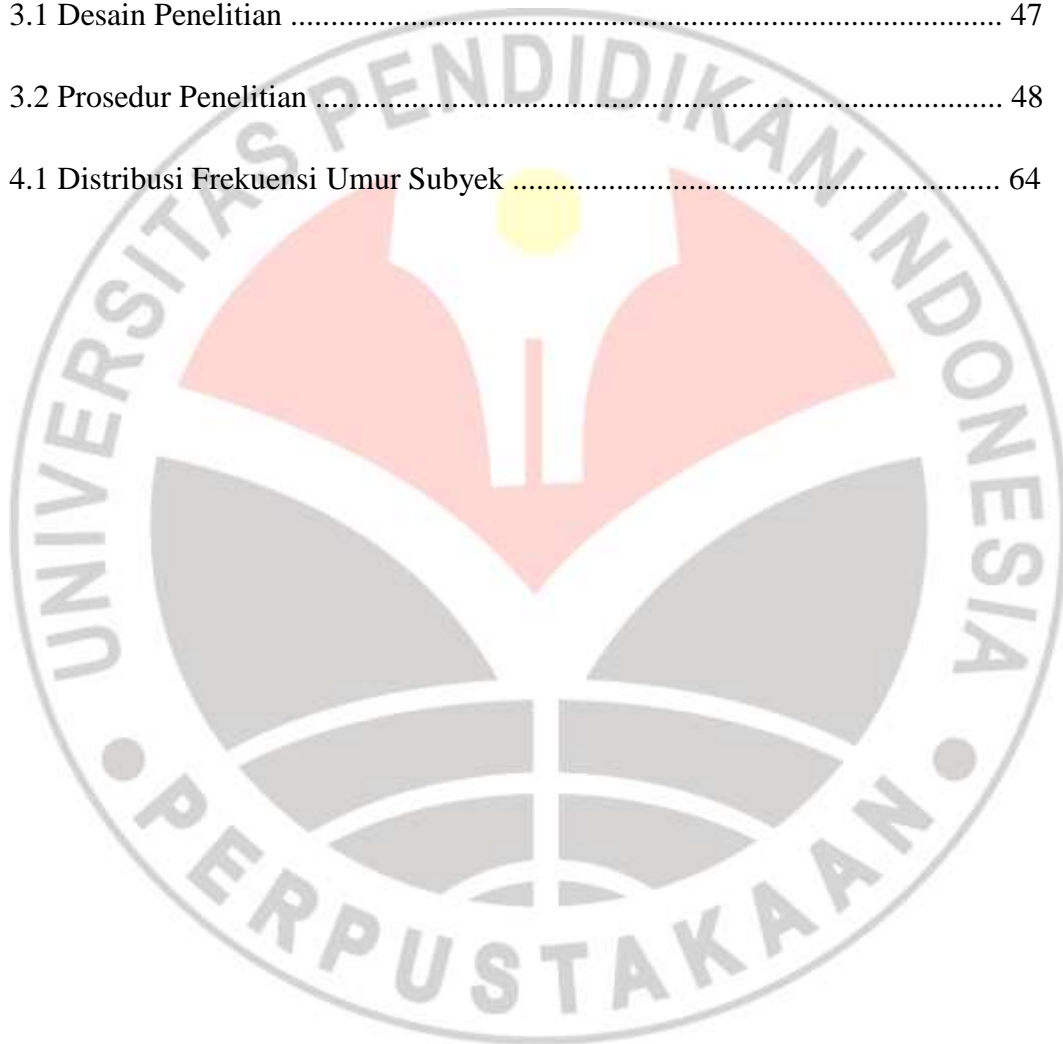 3.1 Desain Penelitian ........................................................................................... 47
3.2 Prosedur Penelitian ........................................................................................ 48
4.1 Distribusi Frekuensi Umur Subyek ............................................................... 64
UNIVERSITAS PENDIDIKAN INDONESIA
PERPUSTAKAAN